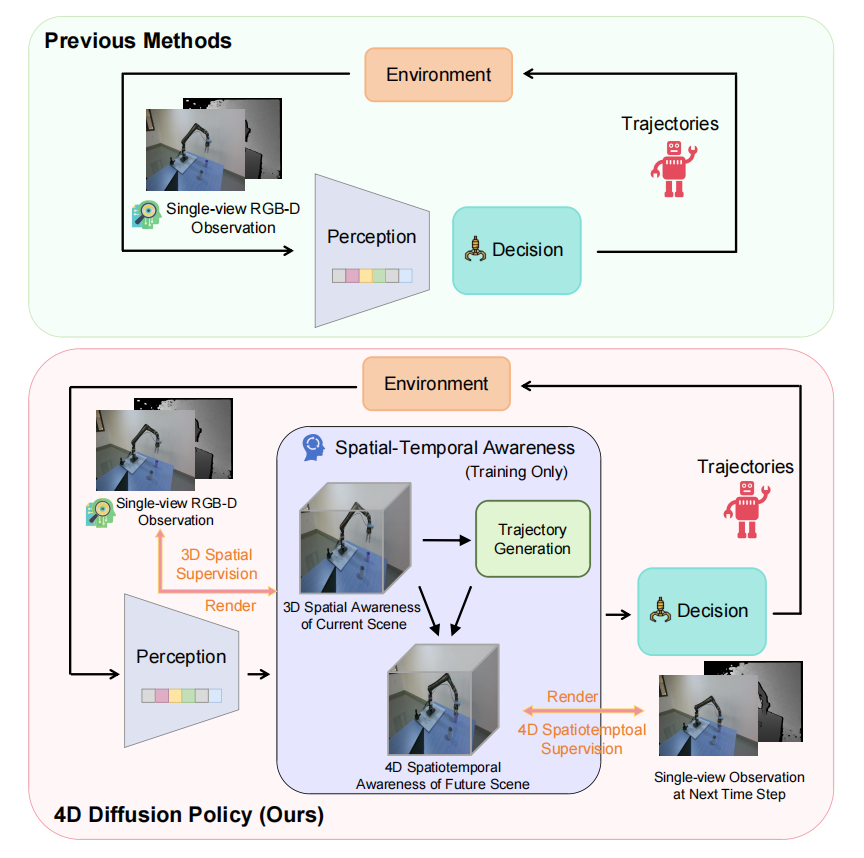 Previous Methods
Environment
Trajectories
Single-view RGB-D
Observation
Perception
Decision
Environment
Single-view RGB-D
Observation
Spatial-Temporal Awareness
(Training Only)
Trajectories
Trajectory
Generation
3D Spatial
Supervision
Render
3D Spatial Awareness
of Current Scene
Decision
Perception
Render
4D Spatiotemptoal
Supervision
4D Spatiotemporal
Awareness of Future Scene
Single-view Observation
at Next Time Step
4D Diffusion Policy (Ours)